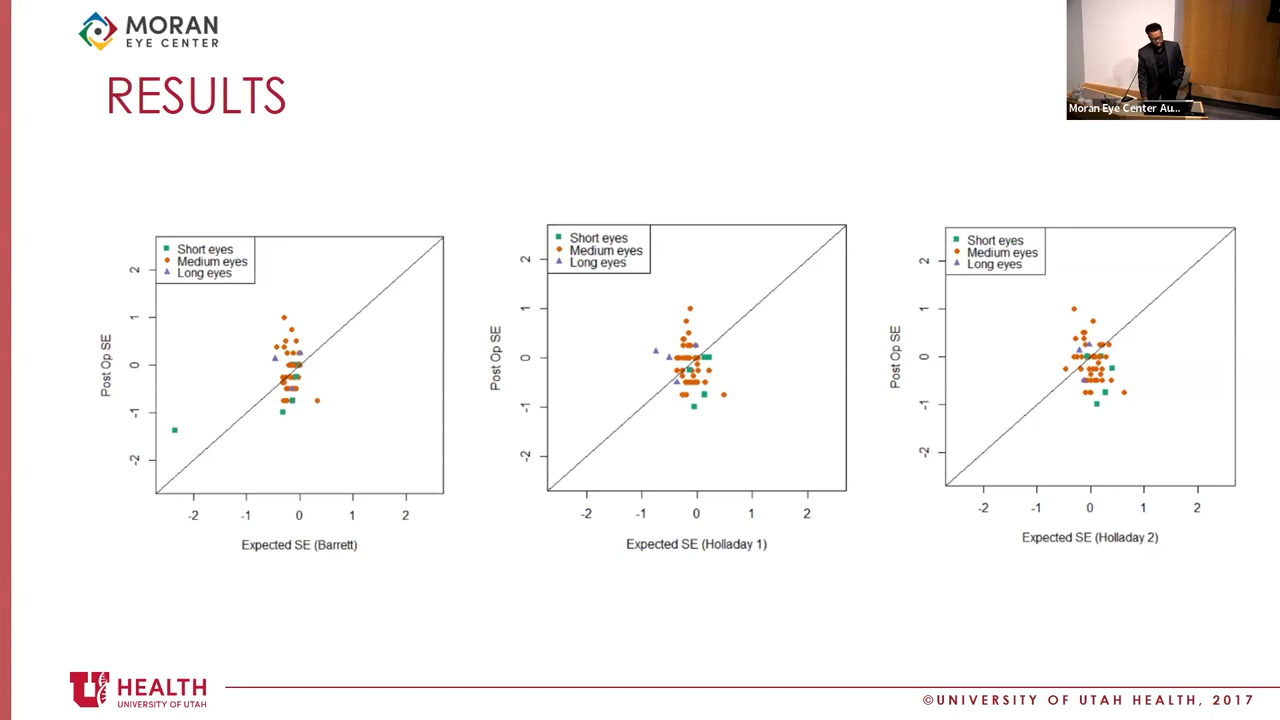 MORAN
EYE CENTER
RESULTS
Moran Eye Center Au...
Short eyes
Medium eyes
Long eyes
Post Op SE
2
1
0
-1
-2
-2
-1
0
1
2
Expected SE (Barrett)
Short eyes
Medium eyes
Long eyes
Post Op SE
2
1
0
-1
-2
-2
-1
0
1
2
Expected SE (Holladay 1)
Short eyes
Medium eyes
Long eyes
Post Op SE
2
1
0
-1
-2
-2
-1
0
1
2
Expected SE (Holladay 2)
U HEALTH
UNIVERSITY OF UTAH
©UNIVERSITY OF UTAH HEALTH, 2017